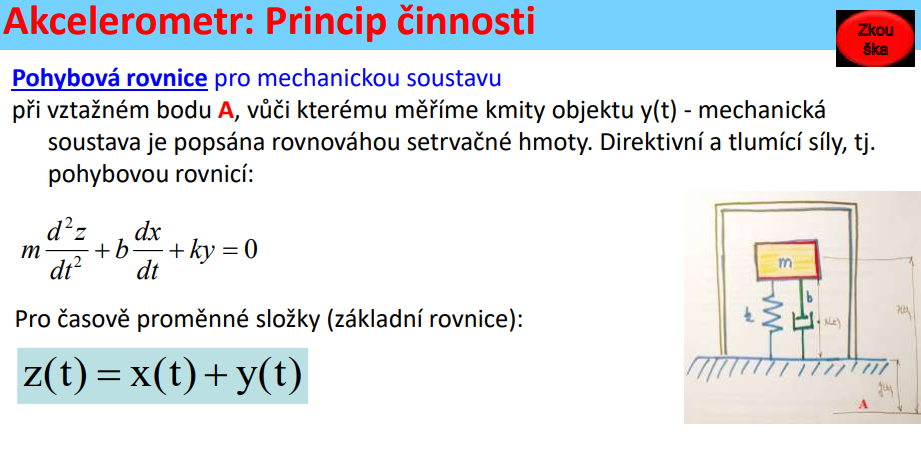 Akcelerometr: Princip činnosti
Zkou
ška
Pohybová rovnice pro mechanickou soustavu
při vztažném bodu A, vůči kterému měříme kmity objektu y(t) - mechanická
soustava je popsána rovnováhou setrvačné hmoty. Direktivní a tlumící síly, tj.
pohybovou rovnicí:
m d²z/dt² + b dx/dt + ky = 0
Pro časově proměnné složky (základní rovnice):
z(t) = x(t) + y(t)
m
b
k
x(t)
z(t)
y(t)
A